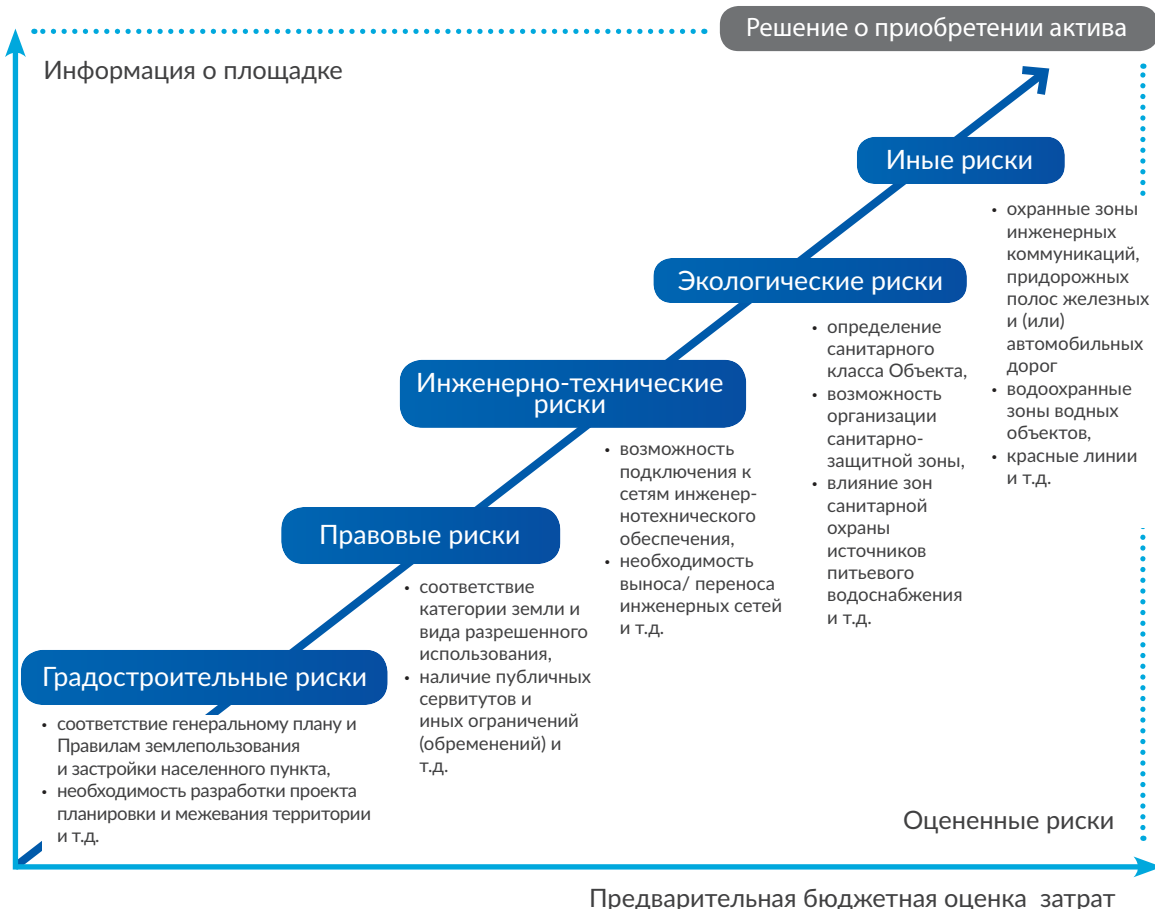 Решение о приобретении актива
Информация о площадке
Иные риски
• охранные зоны
инженерных
коммуникаций,
придорожных
полос железных
и (или)
автомобильных
дорог
• водоохранные
зоны водных
объектов,
• красные линии
и т.д.
Экологические риски
• определение
санитарного
класса Объекта,
• возможность
организации
санитарно-
защитной зоны,
• влияние зон
санитарной
охраны
источников
питьевого
водоснабжения
и т.д.
Инженерно-технические
риски
• возможность
подключения к
сетям инженер-
нотехнического
обеспечения,
• необходимость
выноса/ переноса
инженерных сетей
и т.д.
Правовые риски
• соответствие
категории земли и
вида разрешенного
использования,
• наличие публичных
сервитутов и
иных ограничений
(обременений) и
т.д.
Градостроительные риски
• соответствие генеральному плану и
Правилам землепользования
и застройки населенного пункта,
• необходимость разработки проекта
планировки и межевания территории
и т.д.
Оцененные риски
Предварительная бюджетная оценка затрат